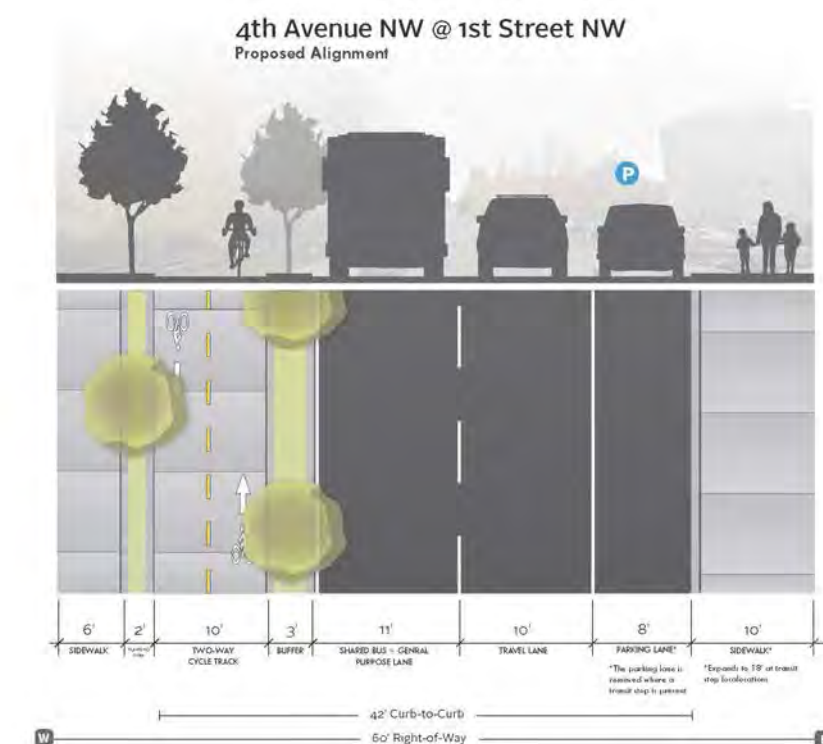 4th Avenue NW @ 1st Street NW
Proposed Alignment
P
6'
2'
10'
3'
11'
10'
8'
10'
SIDEWALK
TWO-WAY
CYCLE TRACK
BUFFER
SHARED BUS & GENRAL
PURPOSE LANE
TRAVEL LANE
PARKING LANE*
*The parking lane is
removed where a
transit stop is present
SIDEWALK*
*Expands to 18' at transit
stop
42' Curb-to-Curb
W
60' Right-of-Way